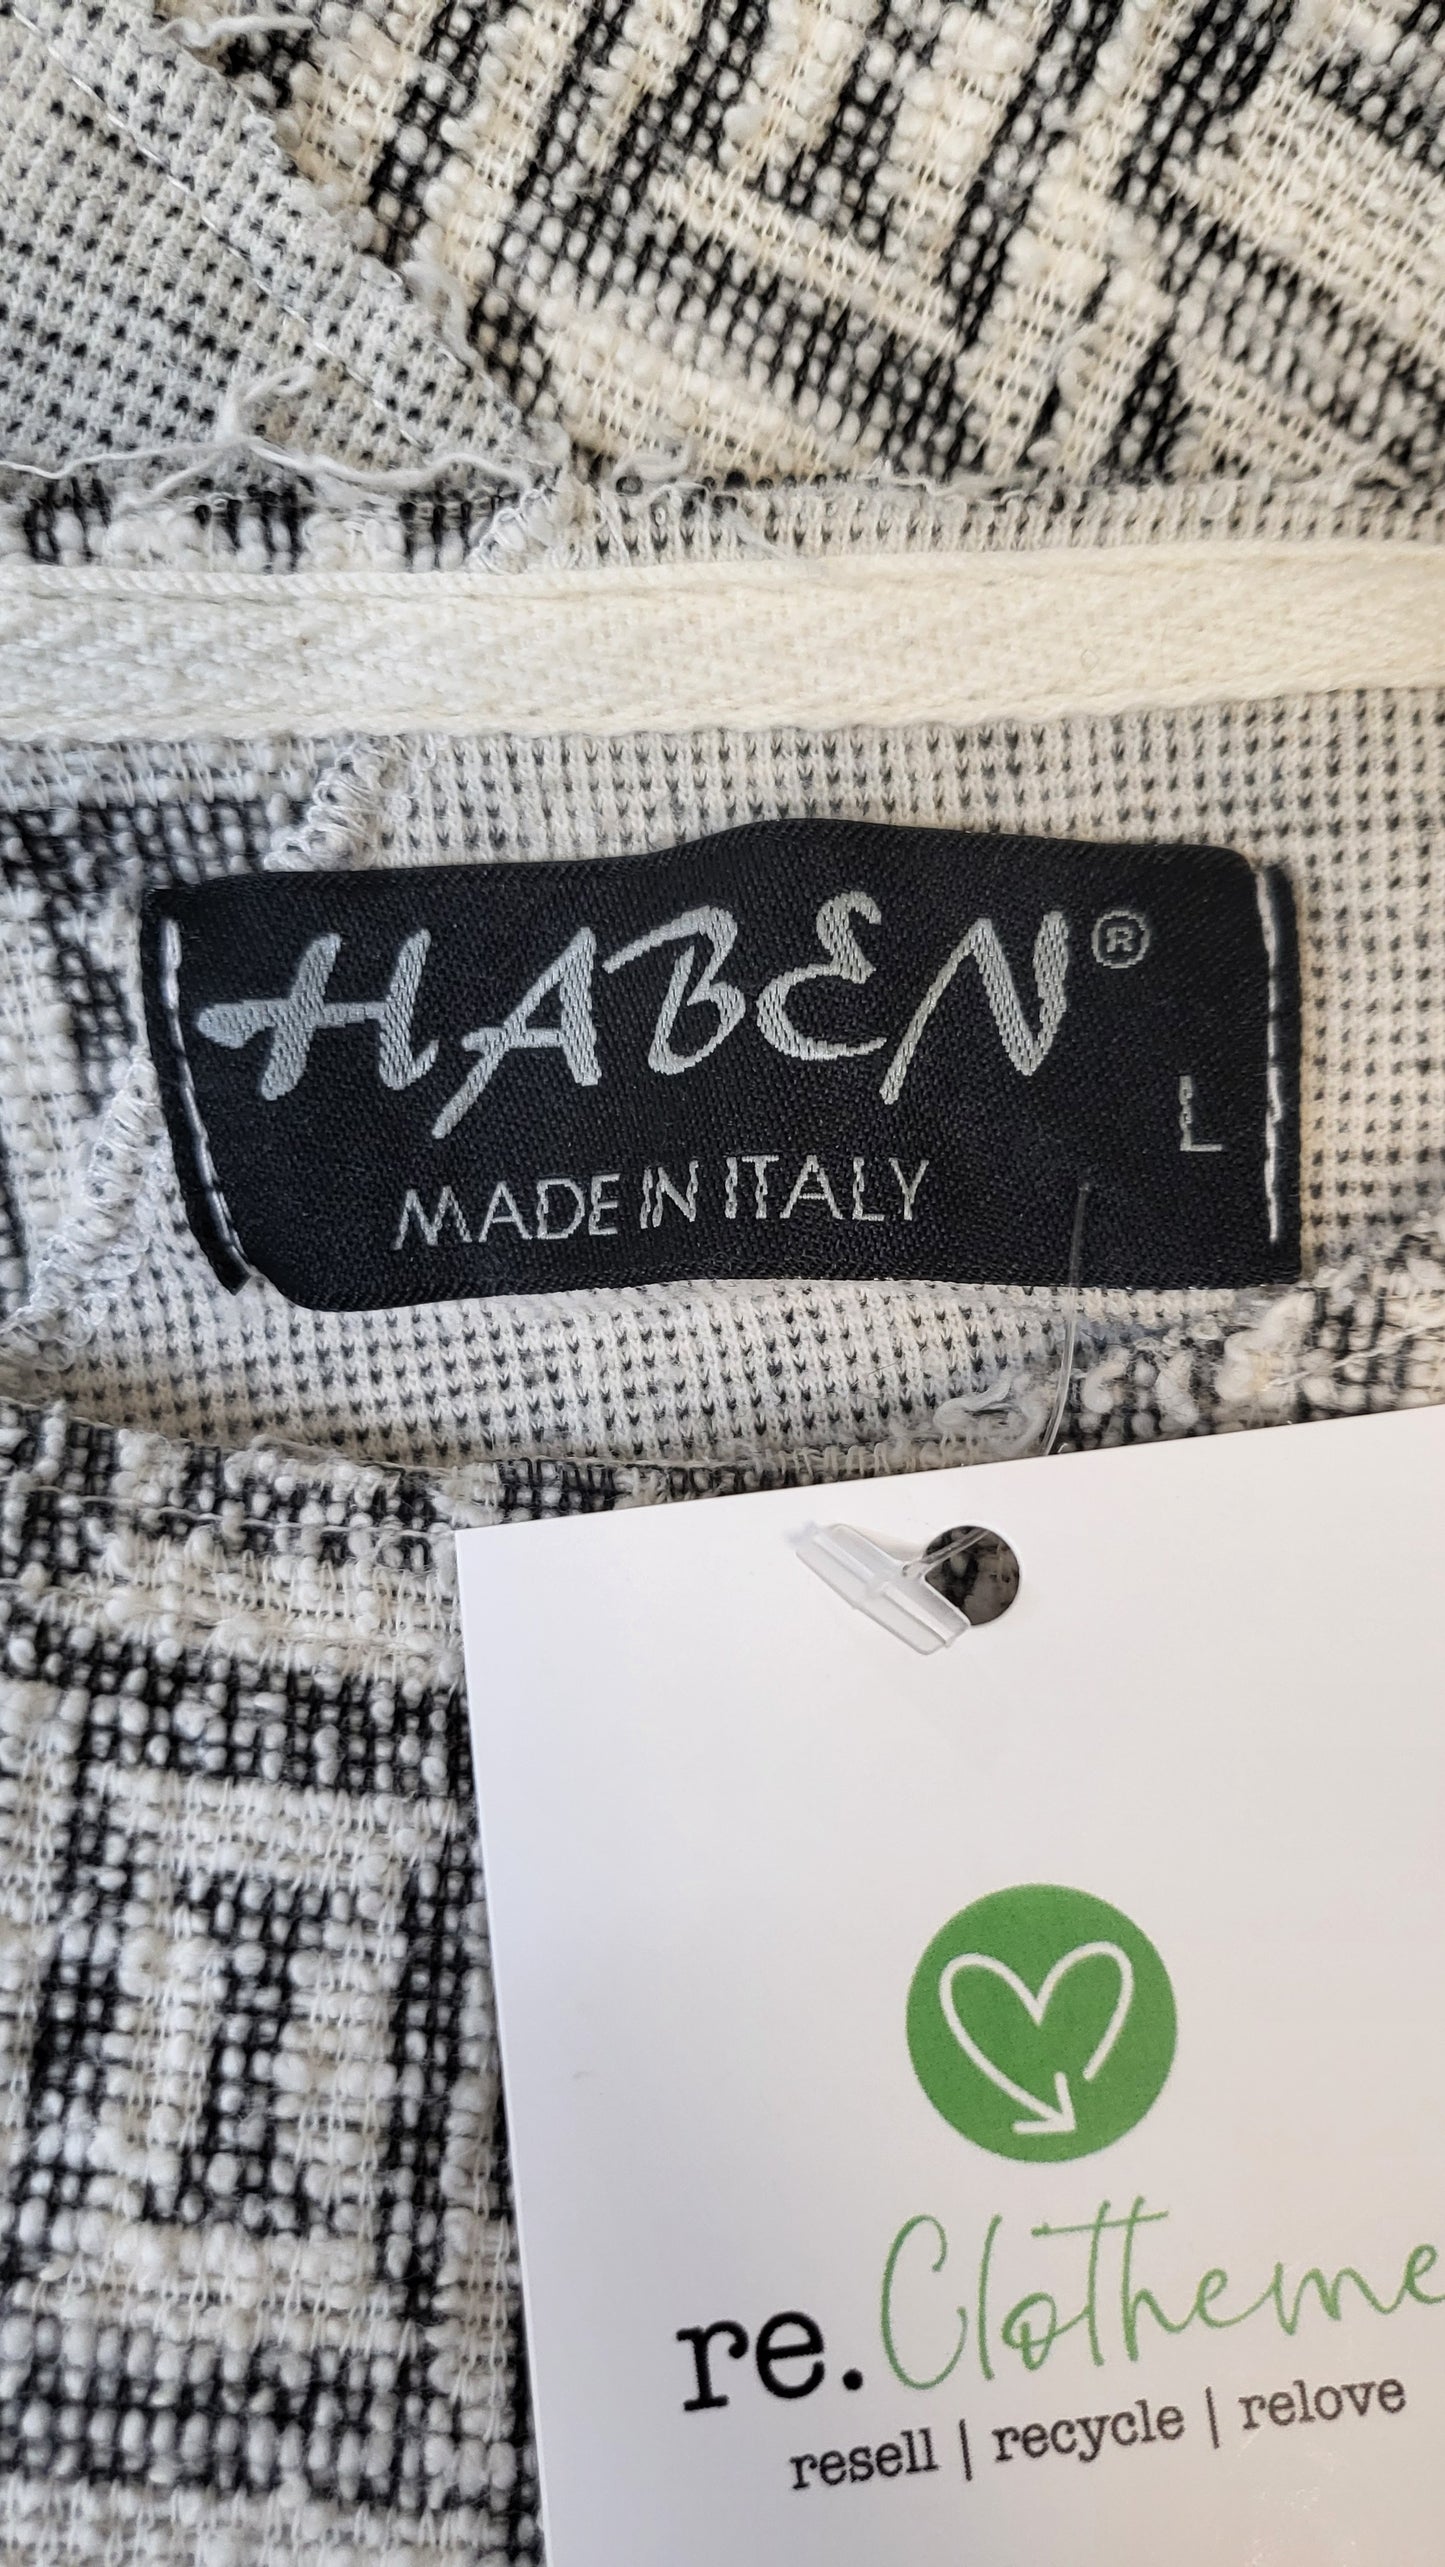 HABEN®
L
MADE IN ITALY
re.Clotheme
resell | recycle | relove